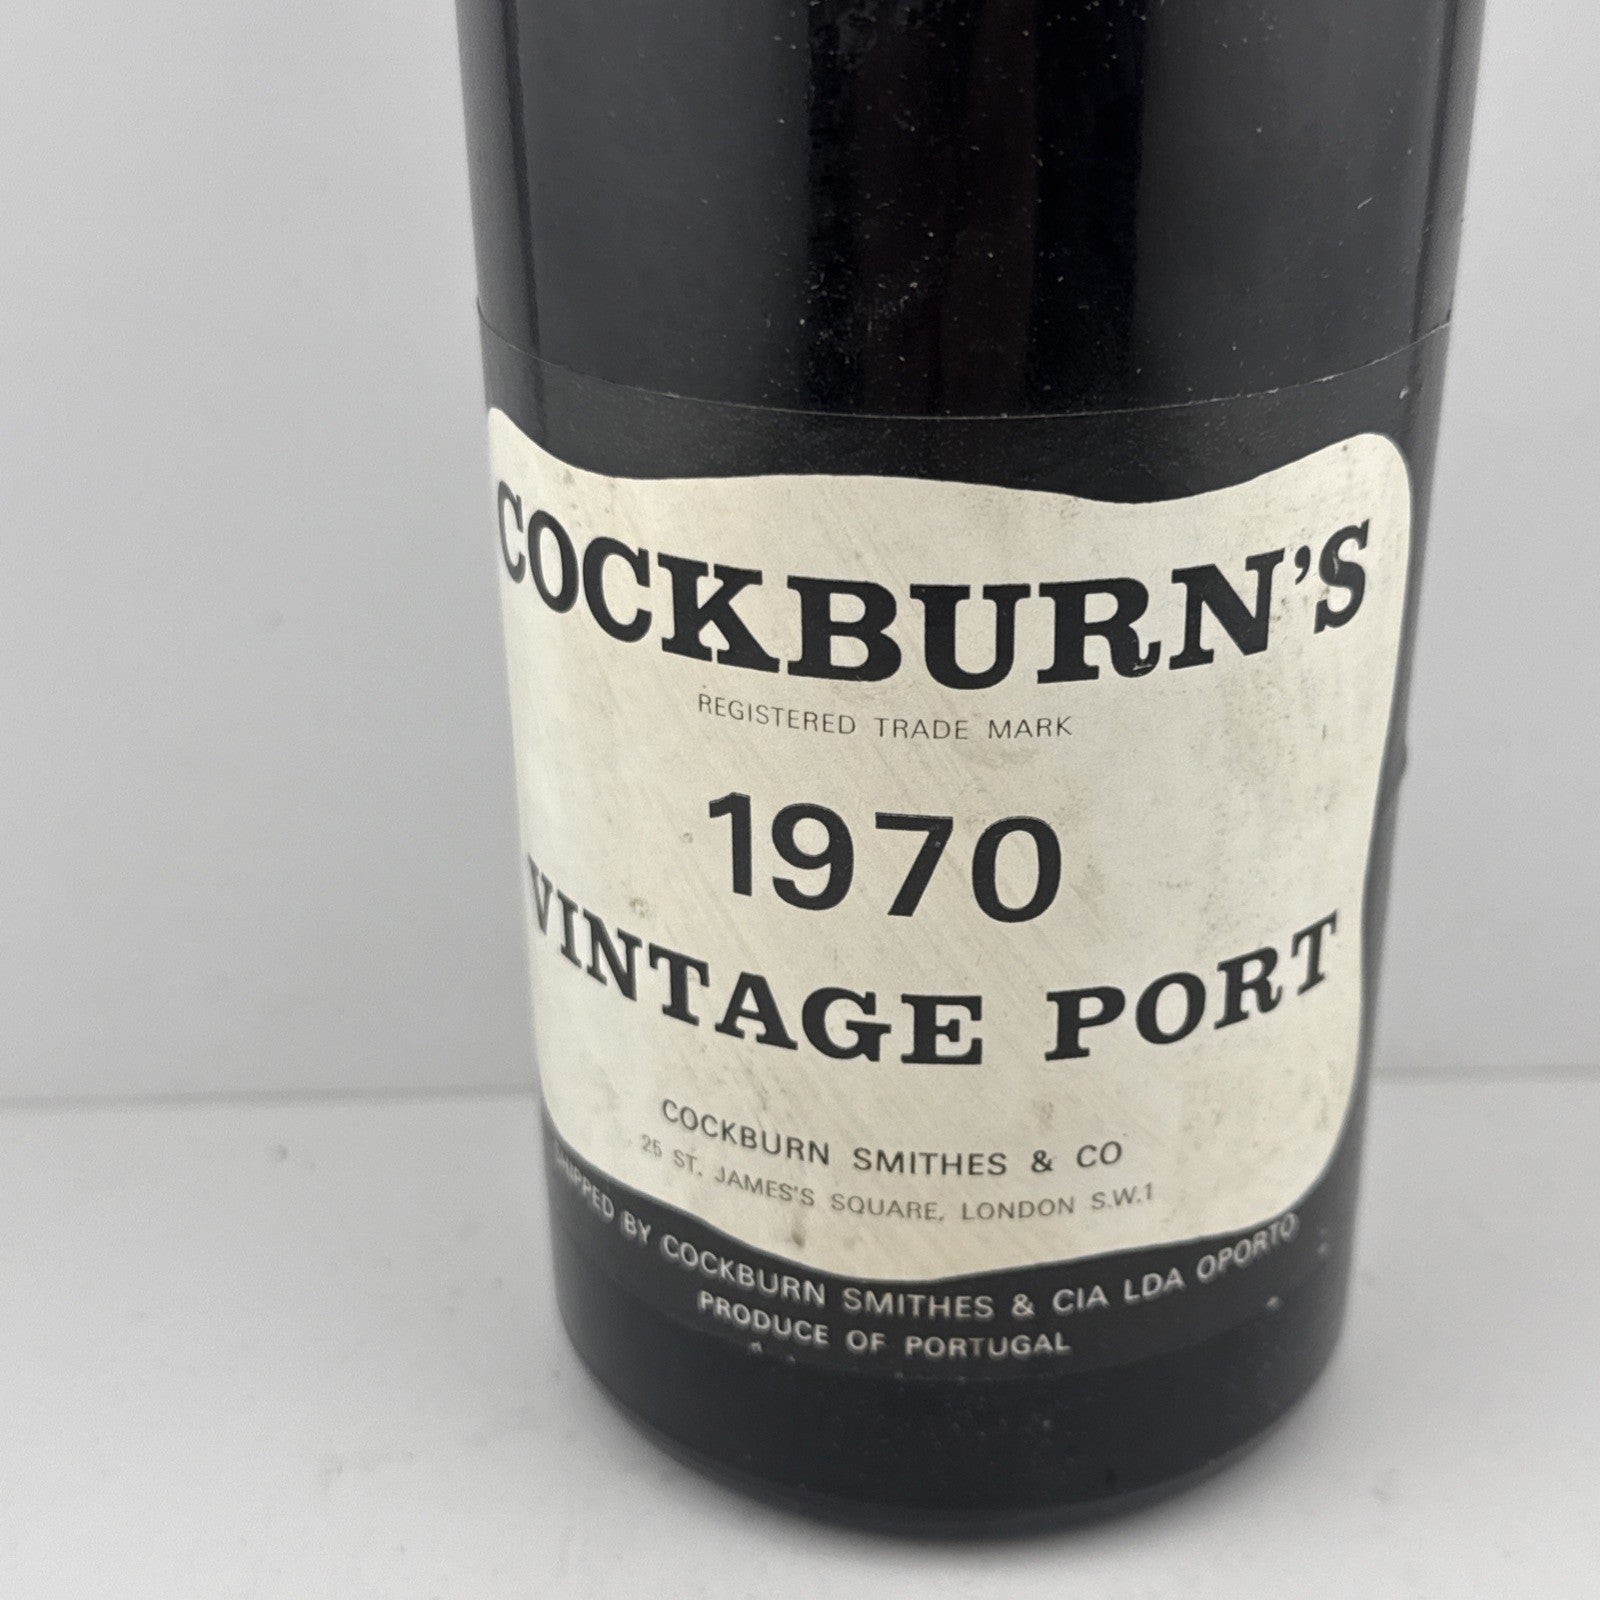 COCKBURN'S
REGISTERED TRADE MARK
1970
VINTAGE PORT
COCKBURN SMITHES & CO
25 ST. JAMES'S SQUARE, LONDON S.W.1
SHIPPED BY COCKBURN SMITHES & CIA LDA OPORTO
PRODUCE OF PORTUGAL